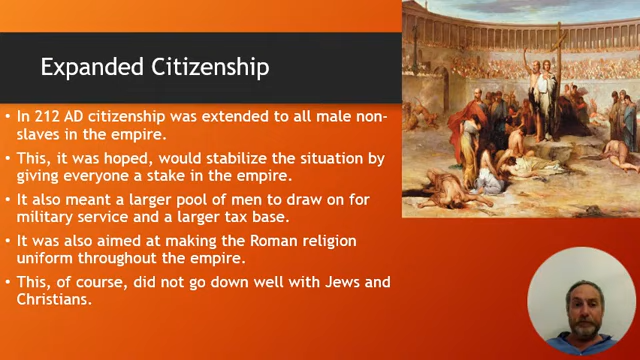 Expanded Citizenship
• In 212 AD citizenship was extended to all male non-
slaves in the empire.
• This, it was hoped, would stabilize the situation by
giving everyone a stake in the empire.
• It also meant a larger pool of men to draw on for
military service and a larger tax base.
• It was also aimed at making the Roman religion
uniform throughout the empire.
• This, of course, did not go down well with Jews and
Christians.